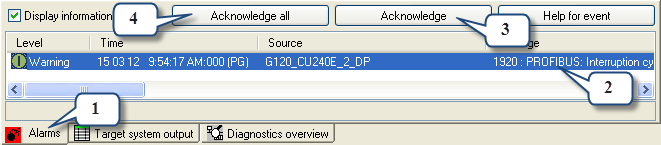 Display information 4 Acknowledge all Acknowledge 3 Help for event
Level Time Source ge
Warning 15 03 12 9:54:17 AM:000 (PG) G120_CU240E_2_DP 1920 : PROFIBUS: Interruption cy
2
1
Alarms Target system output Diagnostics overview